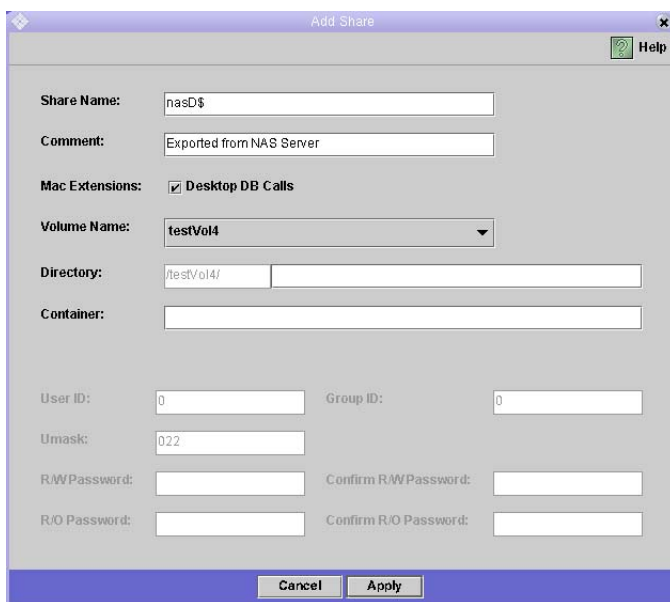 Add Share
Help
Share Name: nasD$
Comment: Exported from NAS Server
Mac Extensions: Desktop DB Calls
Volume Name: testVol4
Directory: /testVol4/
Container:
User ID: 0 Group ID: 0
Umask: 022
R/W Password: Confirm R/W Password:
R/O Password: Confirm R/O Password:
Cancel Apply